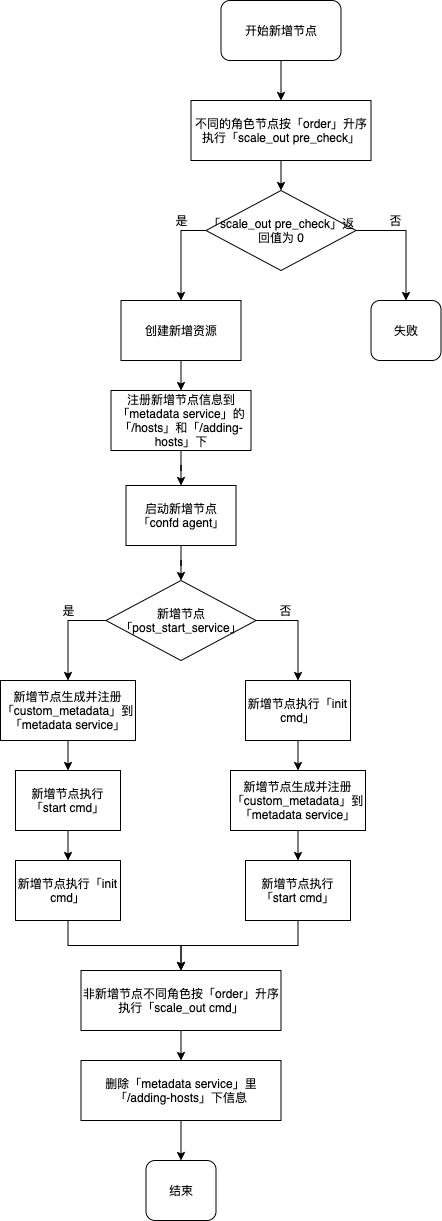 开始新增节点
不同的角色节点按「order」升序
执行「scale_out pre_check」
「scale_out pre_check」返
回值为 0
是
否
创建新增资源
失败
注册新增节点信息到
「metadata service」的
「/hosts」和「/adding-
hosts」下
启动新增节点
「confd agent」
新增节点
「post_start_service」
是
否
新增节点生成并注册
「custom_metadata」到
「metadata service」
新增节点执行「init
cmd」
新增节点执行
「start cmd」
新增节点生成并注册
「custom_metadata」到
「metadata service」
新增节点执行「init
cmd」
新增节点执行
「start cmd」
非新增节点不同角色按「order」升序
执行「scale_out cmd」
删除「metadata service」里
「/adding-hosts」下信息
结束